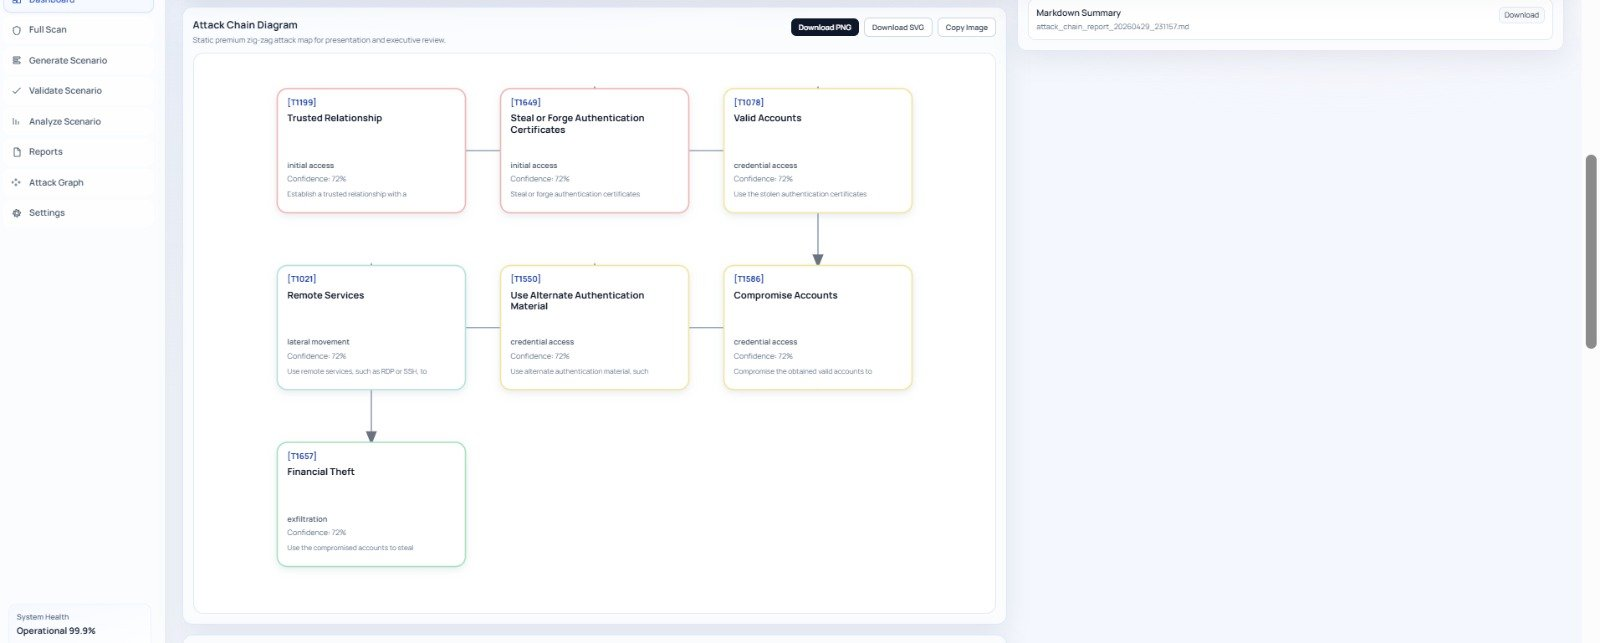 Dashboard
Full Scan
Generate Scenario
Validate Scenario
Analyze Scenario
Reports
Attack Graph
Settings
System Health
Operational 99.9%
Attack Chain Diagram
Static premium zig-zag attack map for presentation and executive review.
Download PNG
Download SVG
Copy Image
[T1199]
Trusted Relationship
initial access
Confidence: 72%
Establish a trusted relationship with a
[T1649]
Steal or Forge Authentication
Certificates
initial access
Confidence: 72%
Steal or forge authentication certificates
[T1078]
Valid Accounts
credential access
Confidence: 72%
Use the stolen authentication certificates
[T1021]
Remote Services
lateral movement
Confidence: 72%
Use remote services, such as RDP or SSH, to
[T1550]
Use Alternate Authentication
Material
credential access
Confidence: 72%
Use alternate authentication material, such
[T1586]
Compromise Accounts
credential access
Confidence: 72%
Compromise the obtained valid accounts to
[T1657]
Financial Theft
exfiltration
Confidence: 72%
Use the compromised accounts to steal
Markdown Summary
attack_chain_report_20260429_231157.md
Download